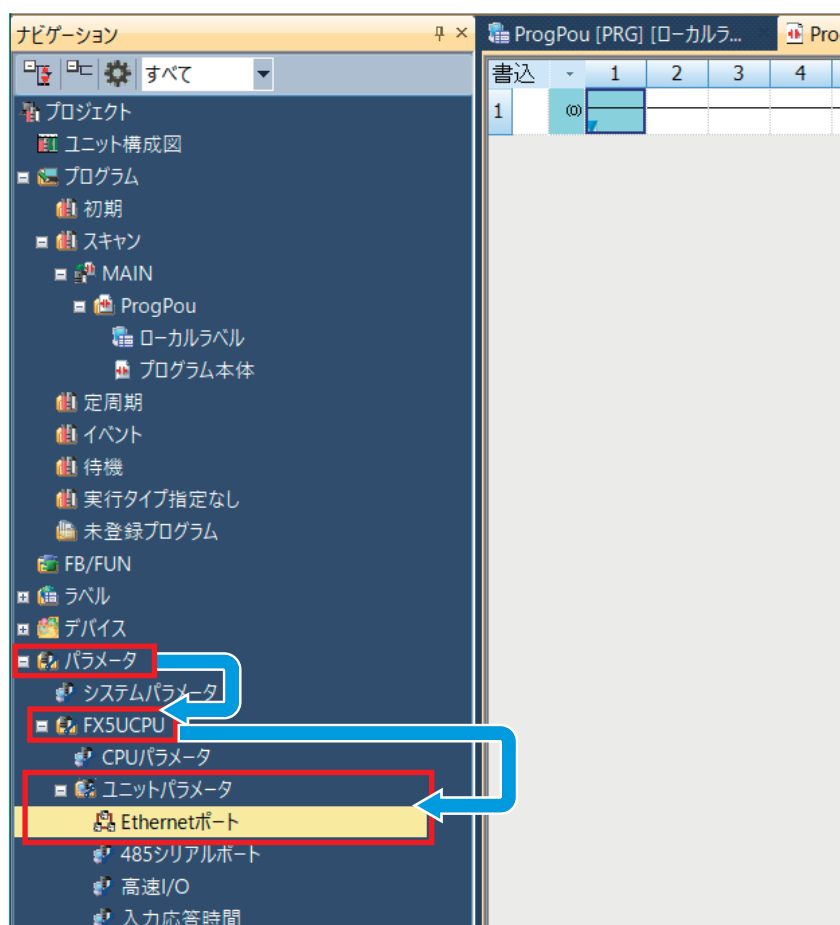 ナビゲーション
ProgPou [PRG] [ローカルラ...
Pro
すべて
書込 1 2 3 4
1 (0)
プロジェクト
ユニット構成図
プログラム
初期
スキャン
MAIN
ProgPou
ローカルラベル
プログラム本体
定周期
イベント
待機
実行タイプ指定なし
未登録プログラム
FB/FUN
ラベル
デバイス
パラメータ
システムパラメータ
FX5UCPU
CPUパラメータ
ユニットパラメータ
Ethernetポート
485シリアルポート
高速I/O
入力応答時間